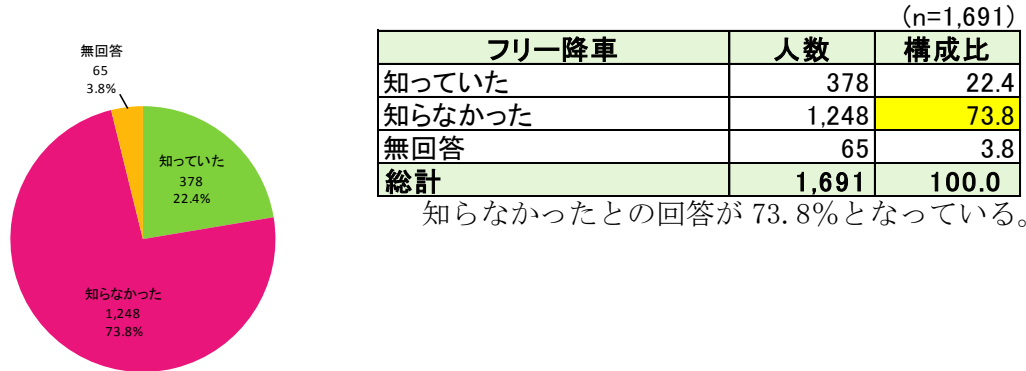 無回答
65
3.8%
知っていた
378
22.4%
知らなかった
1,248
73.8%
(n=1,691)
フリー降車 人数 構成比
知っていた 378 22.4
知らなかった 1,248 73.8
無回答 65 3.8
総計 1,691 100.0
知らなかったとの回答が 73.8％となっている。